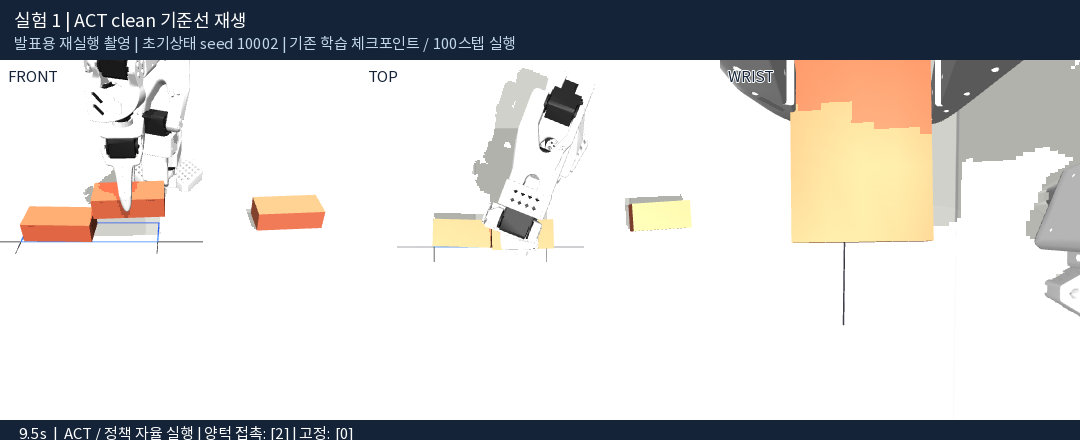 실험 1 | ACT clean 기준선 재생
발표용 재실행 촬영 | 초기상태 seed 10002 | 기존 학습 체크포인트 / 100스텝 실행
FRONT
TOP
WRIST
9.5s | ACT / 정책 자율 실행 | 양턱 접촉: [2] | 고정: [0]